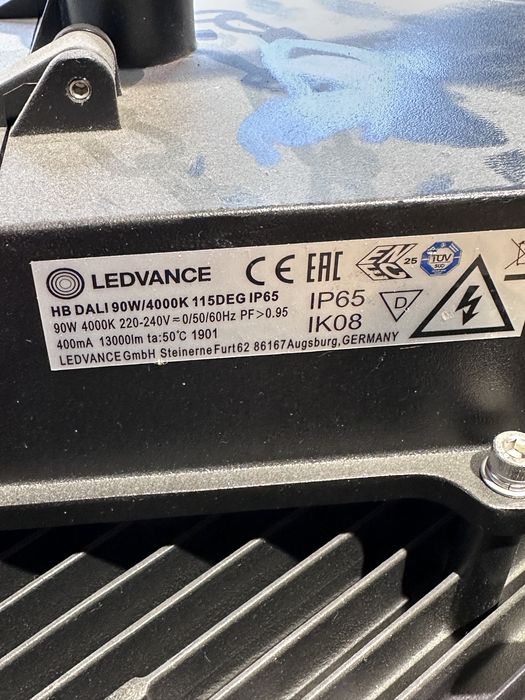 LEDVANCE
CE EAC ENEC 25 TÜV SÜD
HB DALI 90W/4000K 115DEG IP65
90W 4000K 220-240V = 0/50/60Hz PF>0.95
400mA 13000lm ta:50°C 1901
LEDVANCE GmbH Steinerne Furt 62 86167 Augsburg, GERMANY
IP65
IK08
D